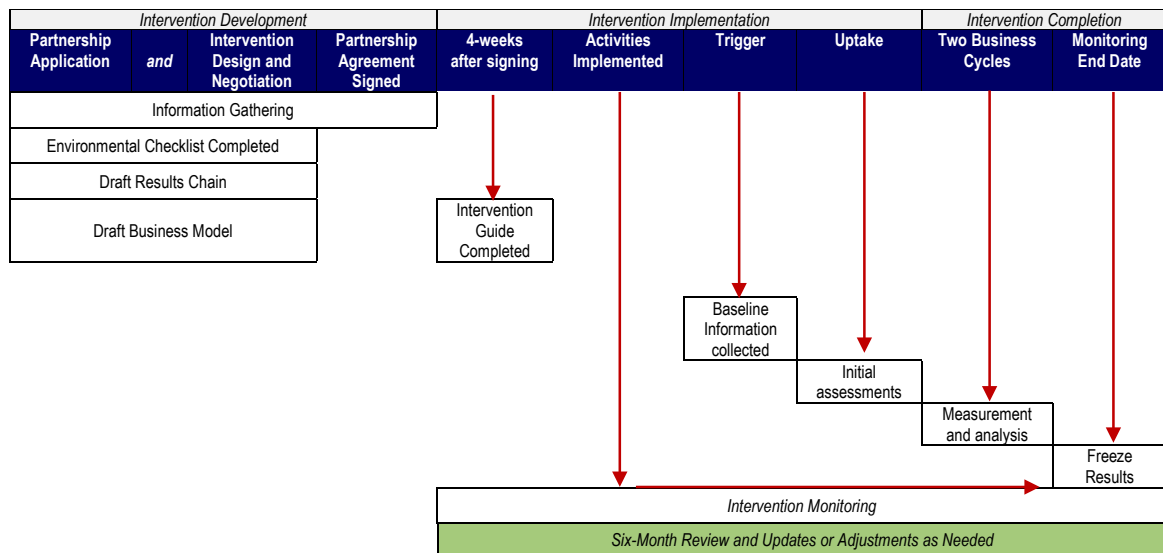 Intervention Development
Intervention Implementation
Intervention Completion
Partnership
Application
and
Intervention
Design and
Negotiation
Partnership
Agreement
Signed
4-weeks
after signing
Activities
Implemented
Trigger
Uptake
Two Business
Cycles
Monitoring
End Date
Information Gathering
Environmental Checklist Completed
Draft Results Chain
Draft Business Model
Intervention
Guide
Completed
Baseline
Information
collected
Initial
assessments
Measurement
and analysis
Freeze
Results
Intervention Monitoring
Six-Month Review and Updates or Adjustments as Needed